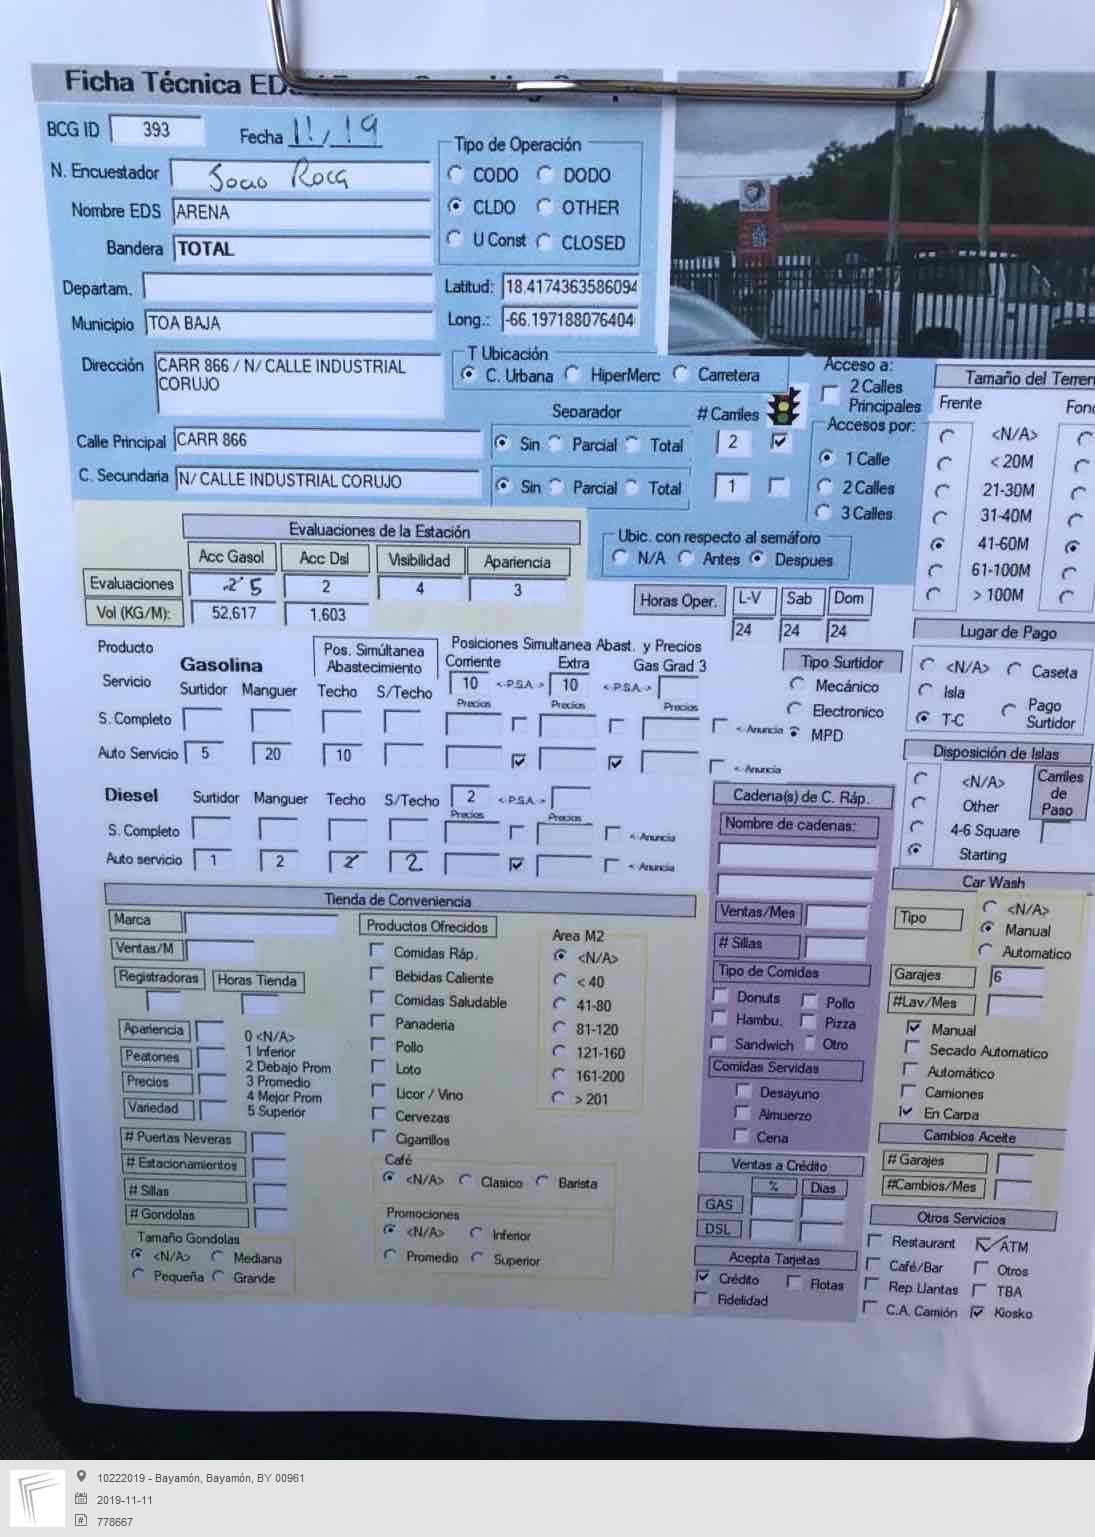 Ficha Técnica EDS
BCG ID 393 Fecha 11/19
N. Encuestador Joao Roca
Nombre EDS ARENA
Bandera TOTAL
Departam.
Municipio TOA BAJA
Tipo de Operación
CODO DODO
CLDO OTHER
U Const CLOSED
Latitud: 18.4174363586094
Long.: -66.197188076404
Dirección CARR 866 / N/ CALLE INDUSTRIAL
CORUJO
T Ubicación
C. Urbana HiperMerc Carretera
Acceso a:
2 Calles
Principales
Separador # Carriles
Calle Principal CARR 866 Sin Parcial Total 2
C. Secundaria N/ CALLE INDUSTRIAL CORUJO Sin Parcial Total 1
Accesos por:
1 Calle
2 Calles
3 Calles
Tamaño del Terren
Frente Fond
<N/A>
< 20M
21-30M
31-40M
41-60M
61-100M
> 100M
Ubic. con respecto al semáforo
N/A Antes Despues
Evaluaciones de la Estación
Acc Gasol Acc Dsl Visibilidad Apariencia
Evaluaciones 5 2 4 3
Vol (KG/M): 52,617 1,603
Horas Oper. L-V Sab Dom
24 24 24
Lugar de Pago
<N/A> Caseta
Isla
T-C Pago
Surtidor
Producto
Gasolina
Servicio
Pos. Simúltanea
Abastecimiento
Posiciones Simultanea Abast. y Precios
Corriente Extra Gas Grad 3
10 <-P.S.A.-> 10 <-P.S.A.->
Surtidor Manguer Techo S/Techo Precios Precios Precios
S. Completo <-Anuncia
Auto Servicio 5 20 10 <-Anuncia
Tipo Surtidor
Mecánico
Electronico
MPD
Disposición de Islas
<N/A>
Other
4-6 Square
Starting
Carriles
de
Paso
Diesel Surtidor Manguer Techo S/Techo 2 <-P.S.A.->
Precios Precios
S. Completo <-Anuncia
Auto servicio 1 2 2 2 <-Anuncia
Cadena(s) de C. Ráp.
Nombre de cadenas:
Ventas/Mes
# Sillas
Tipo de Comidas
Donuts Pollo
Hambu. Pizza
Sandwich Otro
Comidas Servidas
Desayuno
Almuerzo
Cena
Car Wash
Tipo
<N/A>
Manual
Automatico
Garajes 6
#Lav/Mes
Manual
Secado Automatico
Automático
Camiones
En Carpa
Tienda de Conveniencia
Marca
Ventas/M
Registradoras Horas Tienda
Apariencia
Peatones
Precios
Variedad
0 <N/A>
1 Inferior
2 Debajo Prom
3 Promedio
4 Mejor Prom
5 Superior
# Puertas Neveras
# Estacionamientos
# Sillas
# Gondolas
Tamaño Gondolas
<N/A> Mediana
Pequeña Grande
Productos Ofrecidos
Comidas Ráp.
Bebidas Caliente
Comidas Saludable
Panaderia
Pollo
Loto
Licor / Vino
Cervezas
Cigarrillos
Area M2
<N/A>
< 40
41-80
81-120
121-160
161-200
> 201
Café
<N/A> Clasico Barista
Promociones
<N/A> Inferior
Promedio Superior
Ventas a Crédito
% Dias
GAS
DSL
Acepta Tarjetas
Crédito Flotas
Fidelidad
Cambios Aceite
# Garajes
#Cambios/Mes
Otros Servicios
Restaurant ATM
Café/Bar Otros
Rep Llantas TBA
C.A. Camión Kiosko
10222019 - Bayamón, Bayamón, BY 00961
2019-11-11
778667